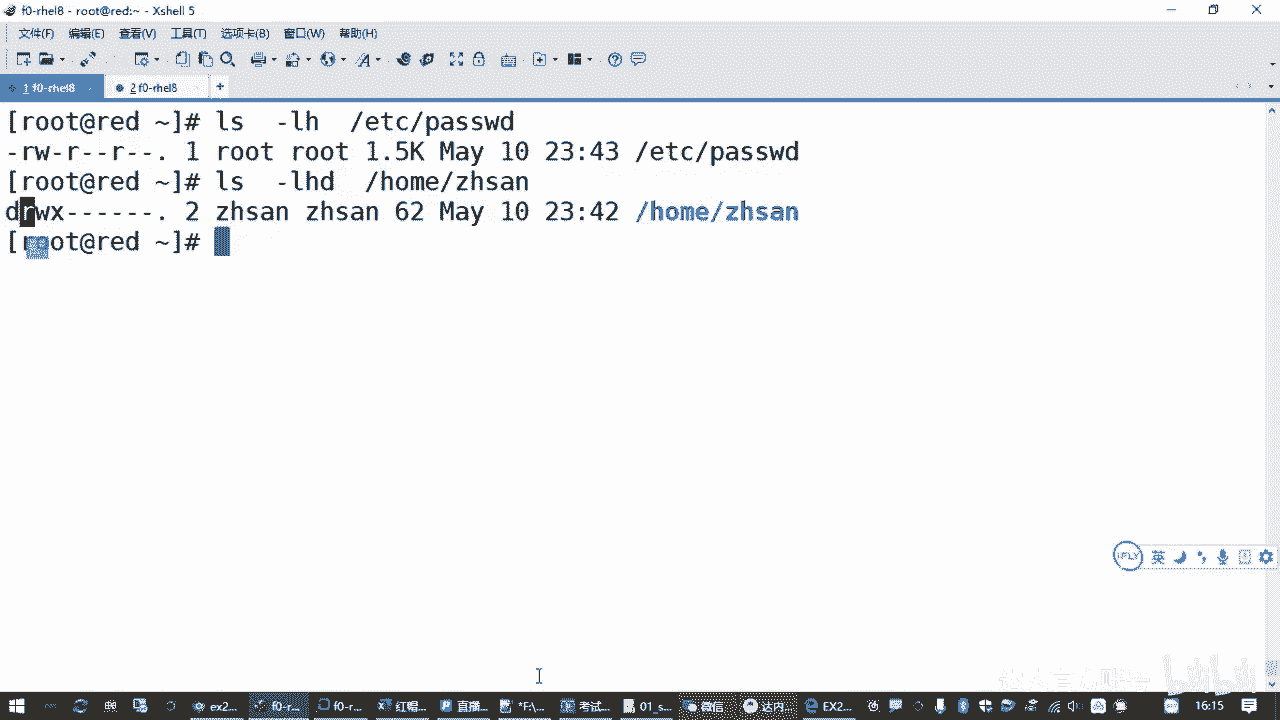 f0-rhel8 - root@red:~ - Xshell 5
文件(F) 编辑(E) 查看(V) 工具(T) 选项卡(B) 窗口(W) 帮助(H)
1 f0-rhel8 2 f0-rhel8 +
[root@red ~]# ls -lh /etc/passwd
-rw-r--r--. 1 root root 1.5K May 10 23:43 /etc/passwd
[root@red ~]# ls -lhd /home/zhsan
drwx------. 2 zhsan zhsan 62 May 10 23:42 /home/zhsan
[root@red ~]#
iFLY 英
bilibili
ex2... f0-r... f0-r... 红帽... 直播... *F:\... 考试... 01_s... 微信 达内... EX2... 英 16:15